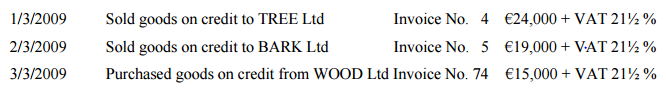 1/3/2009 Sold goods on credit to TREE Ltd Invoice No. 4 €24,000 + VAT 21½ %
2/3/2009 Sold goods on credit to BARK Ltd Invoice No. 5 €19,000 + VAT 21½ %
3/3/2009 Purchased goods on credit from WOOD Ltd Invoice No. 74 €15,000 + VAT 21½ %